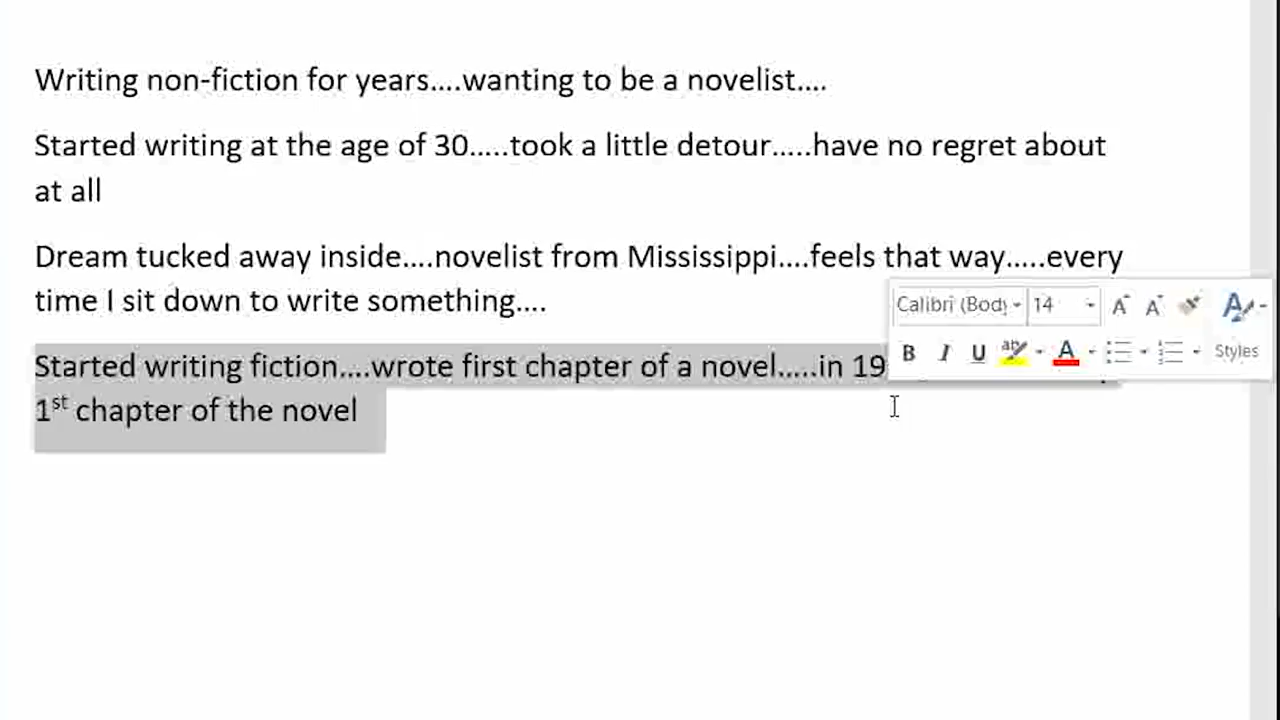 Writing non-fiction for years....wanting to be a novelist....
Started writing at the age of 30.....took a little detour.....have no regret about
at all
Dream tucked away inside....novelist from Mississippi....feels that way.....every
time I sit down to write something....
Calibri (Body 14
B I U ab A Styles
Started writing fiction....wrote first chapter of a novel.....in 19
1st chapter of the novel